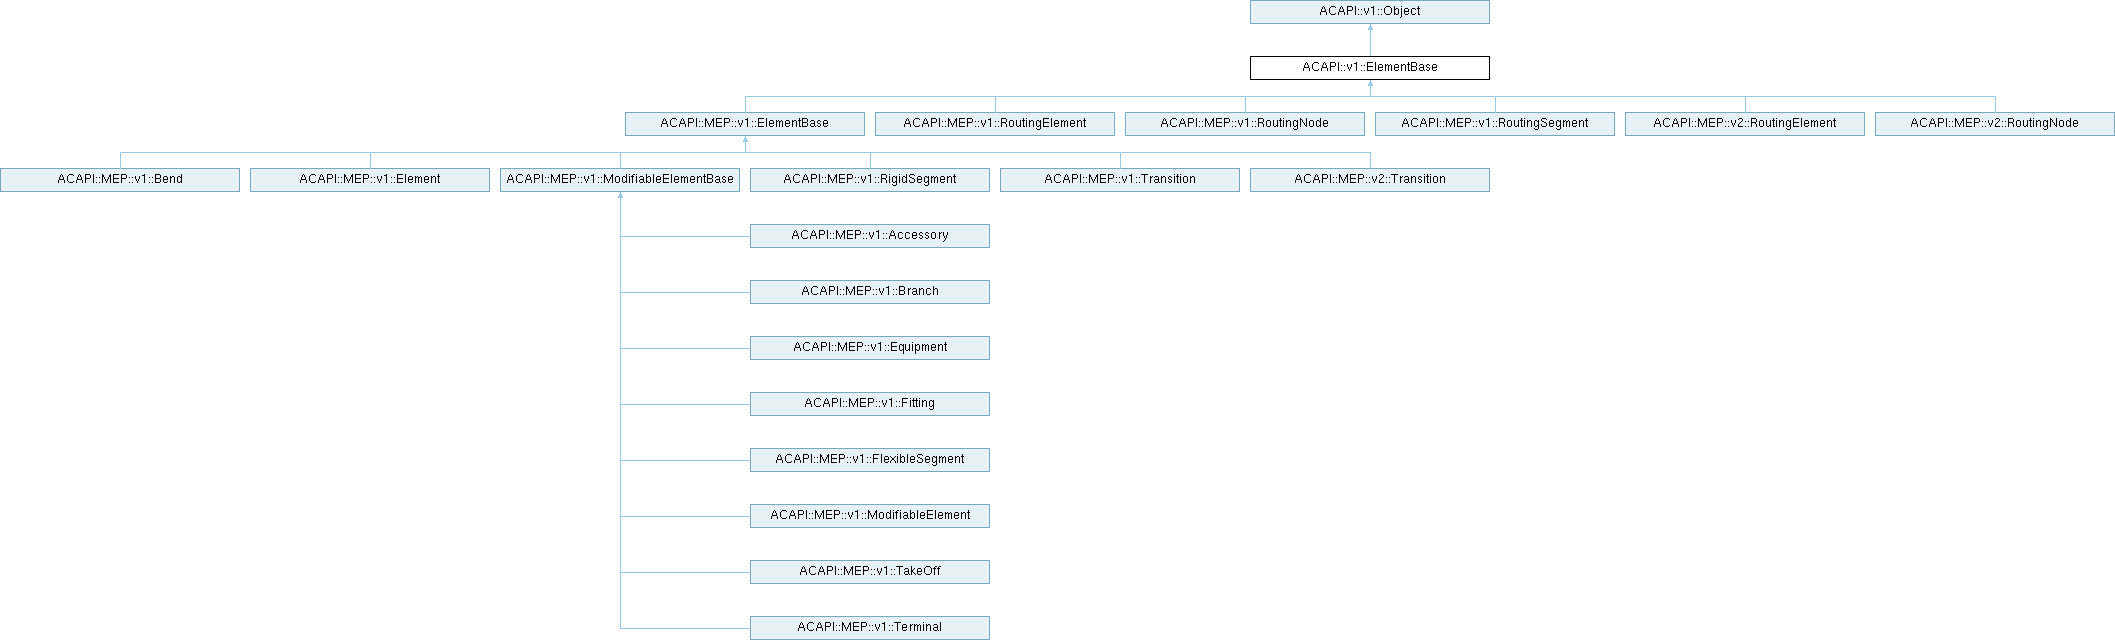 ACAPI::v1::Object
ACAPI::v1::ElementBase
ACAPI::MEP::v1::ElementBase
ACAPI::MEP::v1::RoutingElement
ACAPI::MEP::v1::RoutingNode
ACAPI::MEP::v1::RoutingSegment
ACAPI::MEP::v2::RoutingElement
ACAPI::MEP::v2::RoutingNode
ACAPI::MEP::v1::Bend
ACAPI::MEP::v1::Element
ACAPI::MEP::v1::ModifiableElementBase
ACAPI::MEP::v1::RigidSegment
ACAPI::MEP::v1::Transition
ACAPI::MEP::v2::Transition
ACAPI::MEP::v1::Accessory
ACAPI::MEP::v1::Branch
ACAPI::MEP::v1::Equipment
ACAPI::MEP::v1::Fitting
ACAPI::MEP::v1::FlexibleSegment
ACAPI::MEP::v1::ModifiableElement
ACAPI::MEP::v1::TakeOff
ACAPI::MEP::v1::Terminal